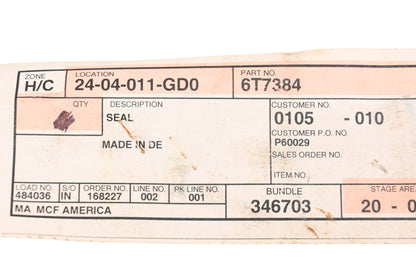 ZONE LOCATION PART NO.
H/C 24-04-011-GD0 6T7384
QTY DESCRIPTION CUSTOMER NO.
SEAL 0105 -010
CUSTOMER P.O. NO.
MADE IN DE P60029
SALES ORDER NO.
ITEM NO.
LOAD NO S/O ORDER NO. LINE NO. PK LINE NO. BUNDLE STAGE ARE
484036 IN 168227 002 001 346703 20 - 0
MA MCF AMERICA